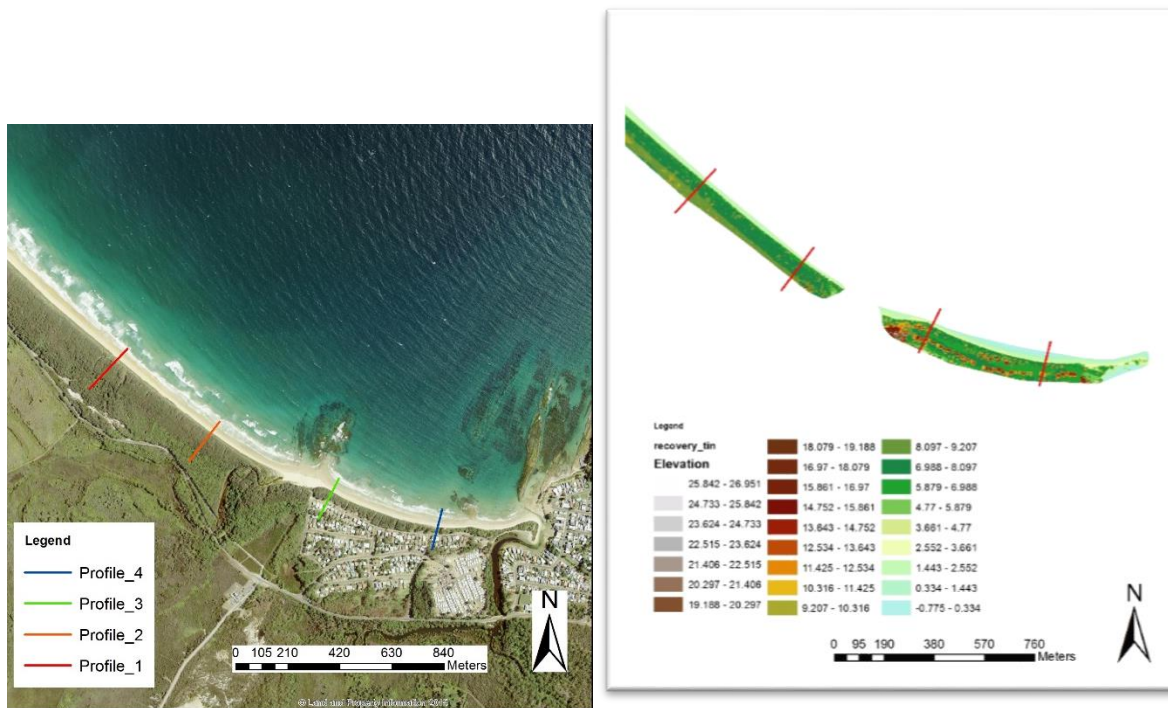 Legend
Profile_4
Profile_3
Profile_2
Profile_1
N
0 105 210 420 630 840
Meters
© Land and Property Information 2015
Legend
recovery_tin
Elevation
25.842 - 26.951
24.733 - 25.842
23.624 - 24.733
22.515 - 23.624
21.406 - 22.515
20.297 - 21.406
19.188 - 20.297
18.079 - 19.188
16.97 - 18.079
15.861 - 16.97
14.752 - 15.861
13.643 - 14.752
12.534 - 13.643
11.425 - 12.534
10.316 - 11.425
9.207 - 10.316
8.097 - 9.207
6.988 - 8.097
5.879 - 6.988
4.77 - 5.879
3.661 - 4.77
2.552 - 3.661
1.443 - 2.552
0.334 - 1.443
-0.775 - 0.334
N
0 95 190 380 570 760
Meters